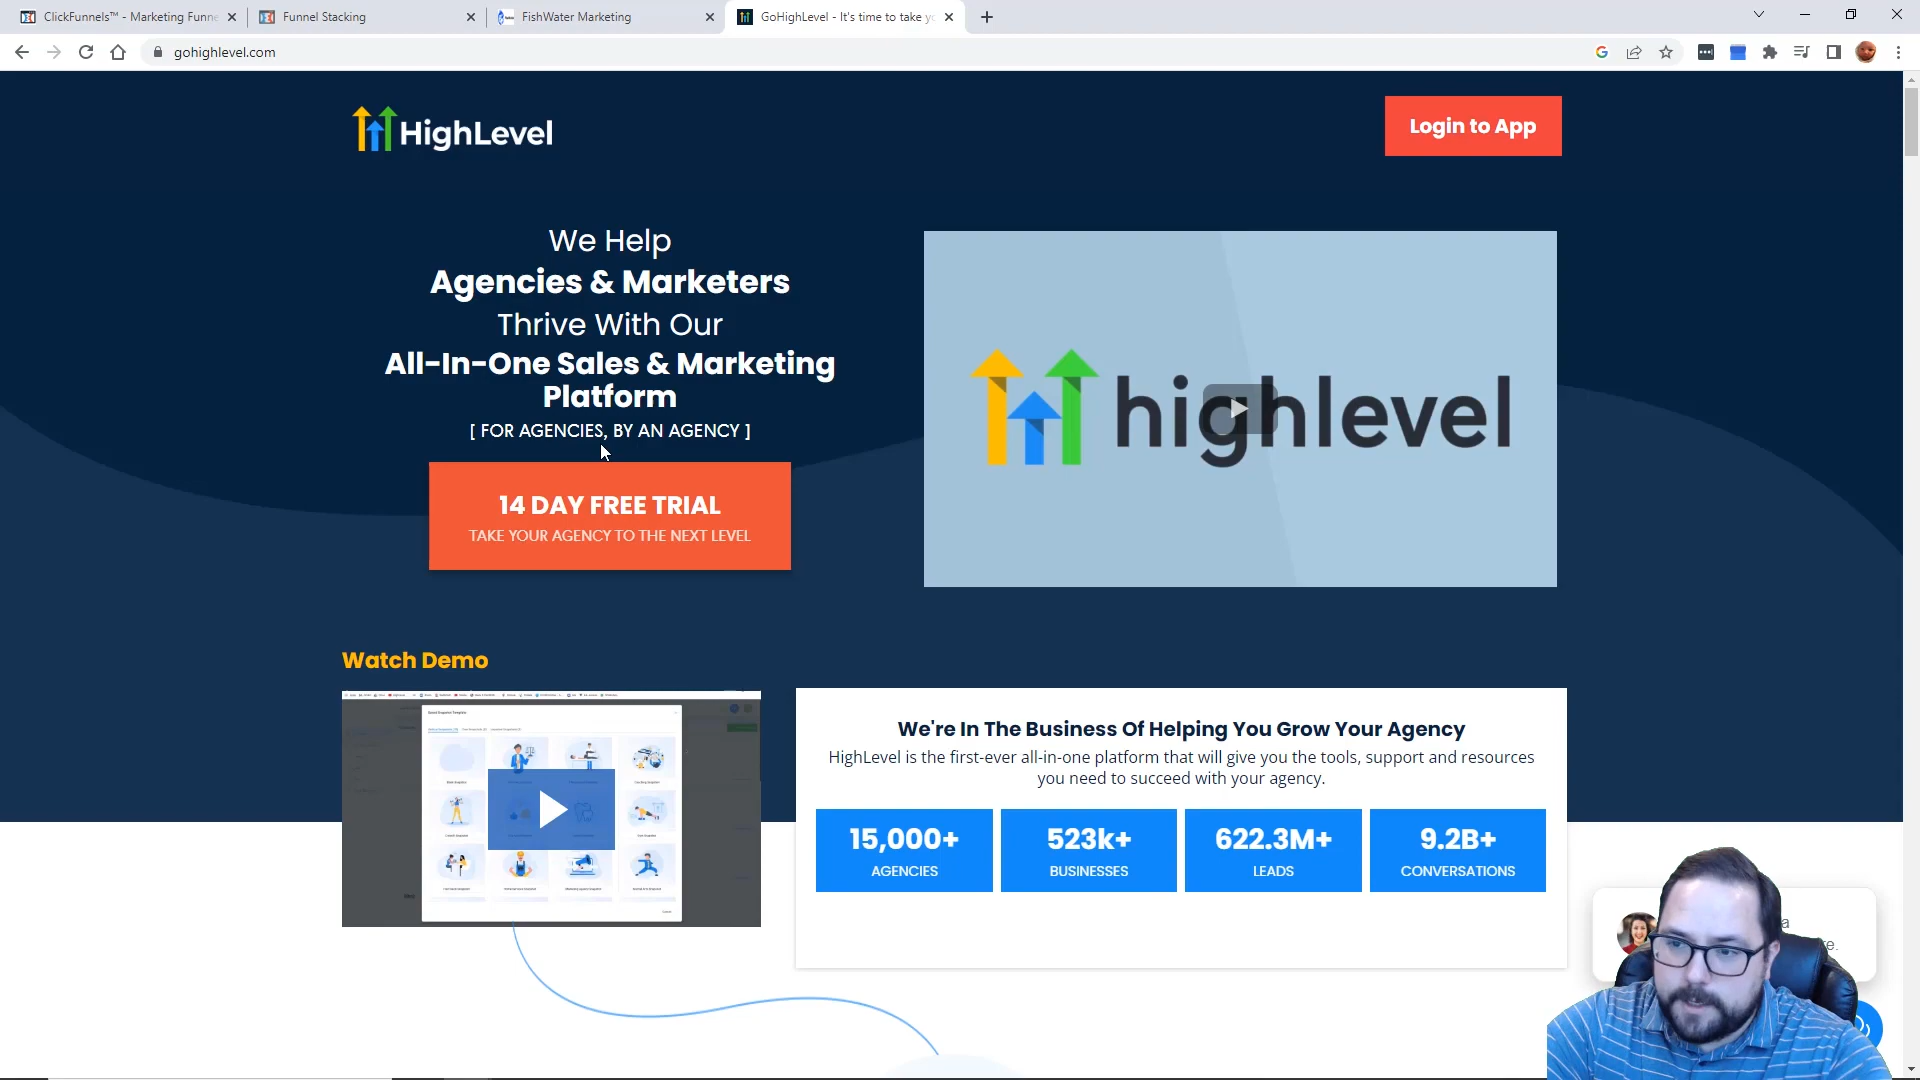 ClickFunnels™ - Marketing Funne
Funnel Stacking
FishWater Marketing
GoHighLevel - It's time to take yo
gohighlevel.com
HighLevel
Login to App
We Help
Agencies & Marketers
Thrive With Our
All-In-One Sales & Marketing
Platform
[ FOR AGENCIES, BY AN AGENCY ]
14 DAY FREE TRIAL
TAKE YOUR AGENCY TO THE NEXT LEVEL
highlevel
Watch Demo
We're In The Business Of Helping You Grow Your Agency
HighLevel is the first-ever all-in-one platform that will give you the tools, support and resources
you need to succeed with your agency.
15,000+
AGENCIES
523k+
BUSINESSES
622.3M+
LEADS
9.2B+
CONVERSATIONS